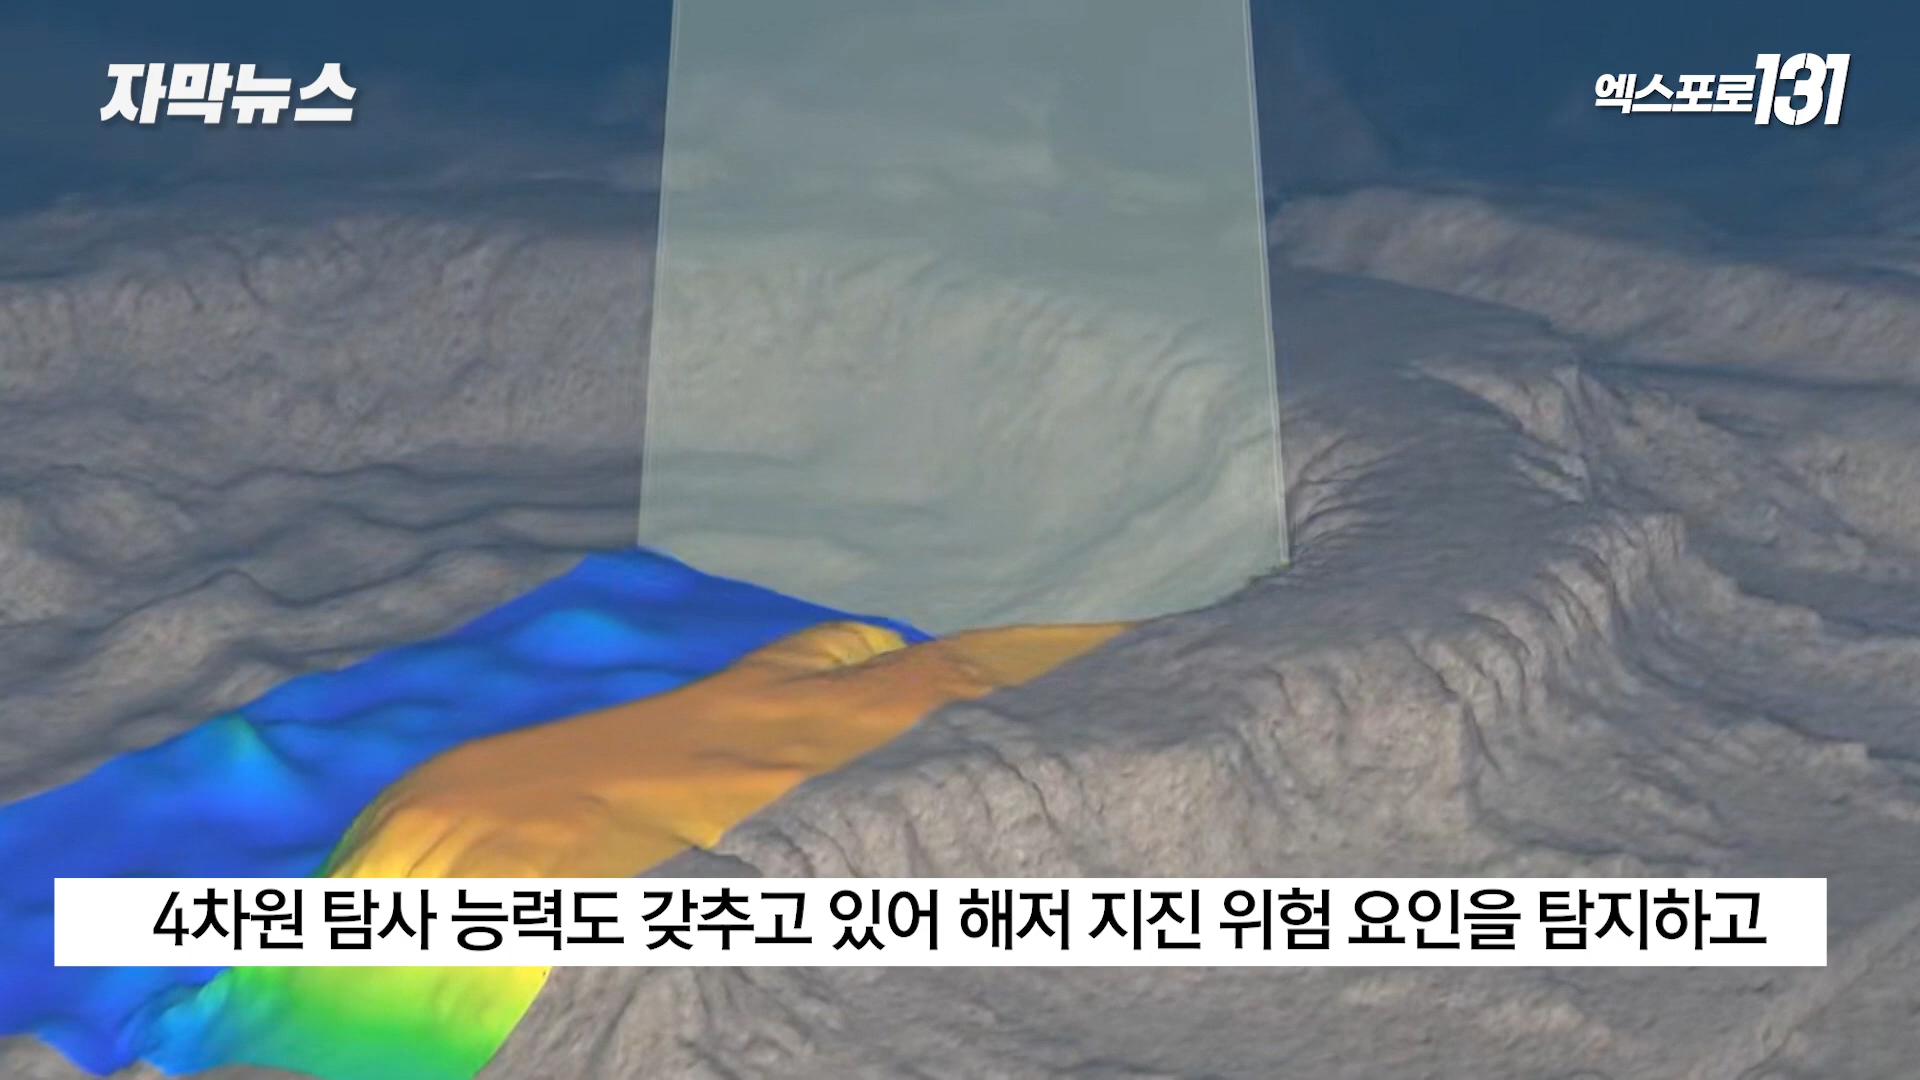 자막뉴스
엑스포로131
4차원 탐사 능력도 갖추고 있어 해저 지진 위험 요인을 탐지하고